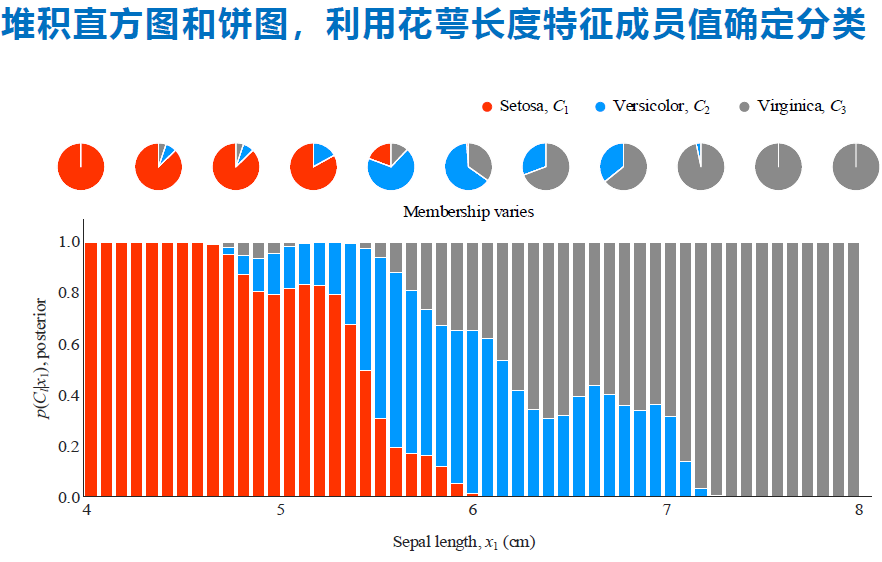 堆积直方图和饼图，利用花萼长度特征成员值确定分类
Setosa, C1 Versicolor, C2 Virginica, C3
Membership varies
1.0
0.8
0.6
0.4
0.2
0.0
p(Ci|x1), posterior
4 5 6 7 8
Sepal length, x1 (cm)